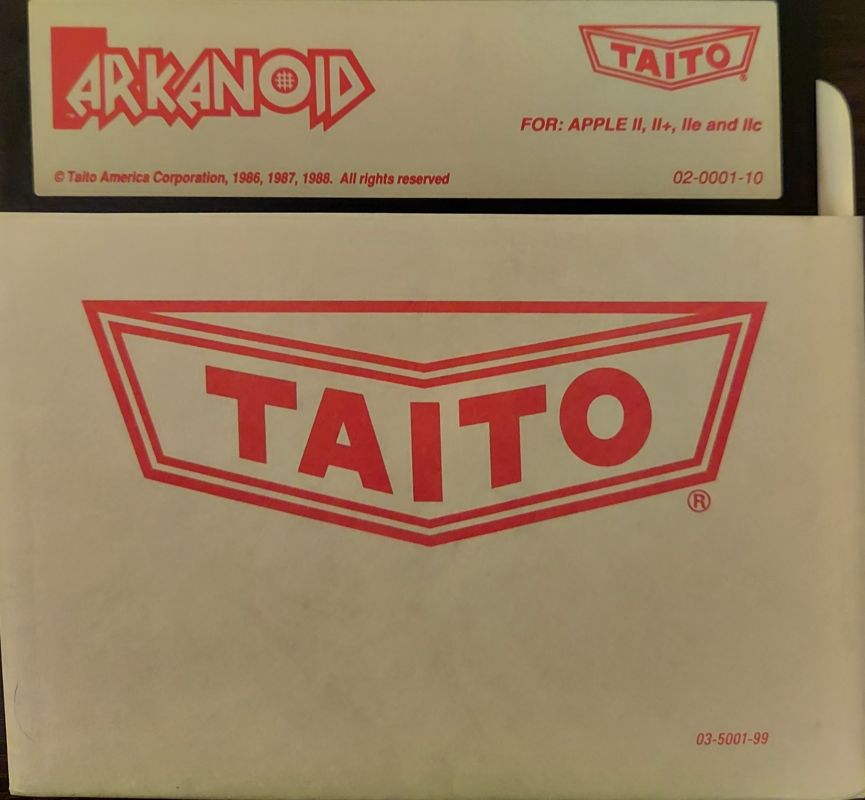 ARKANOID
TAITO
®
FOR: APPLE II, II+, IIe and IIc
© Taito America Corporation, 1986, 1987, 1988. All rights reserved
02-0001-10
TAITO
®
03-5001-99